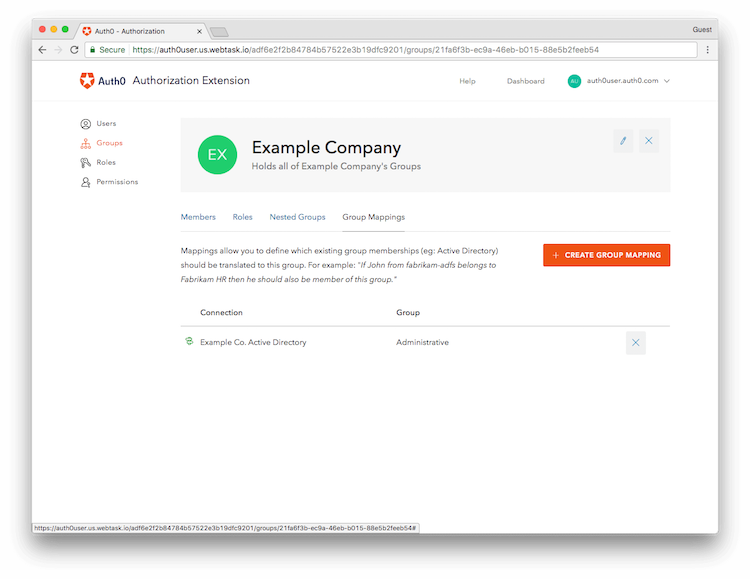 Auth0 - Authorization
Guest
Secure https://auth0user.us.webtask.io/adf6e2f2b84784b57522e3b19dfc9201/groups/21fa6f3b-ec9a-46eb-b015-88e5b2feeb54
Auth0 Authorization Extension
Help
Dashboard
AU auth0user.auth0.com
Users
Groups
Roles
Permissions
EX
Example Company
Holds all of Example Company's Groups
Members Roles Nested Groups Group Mappings
Mappings allow you to define which existing group memberships (eg: Active Directory)
should be translated to this group. For example: "If John from fabrikam-adfs belongs to
Fabrikam HR then he should also be member of this group."
+ CREATE GROUP MAPPING
Connection Group
Example Co. Active Directory Administrative
https://auth0user.us.webtask.io/adf6e2f2b84784b57522e3b19dfc9201/groups/21fa6f3b-ec9a-46eb-b015-88e5b2feeb54#